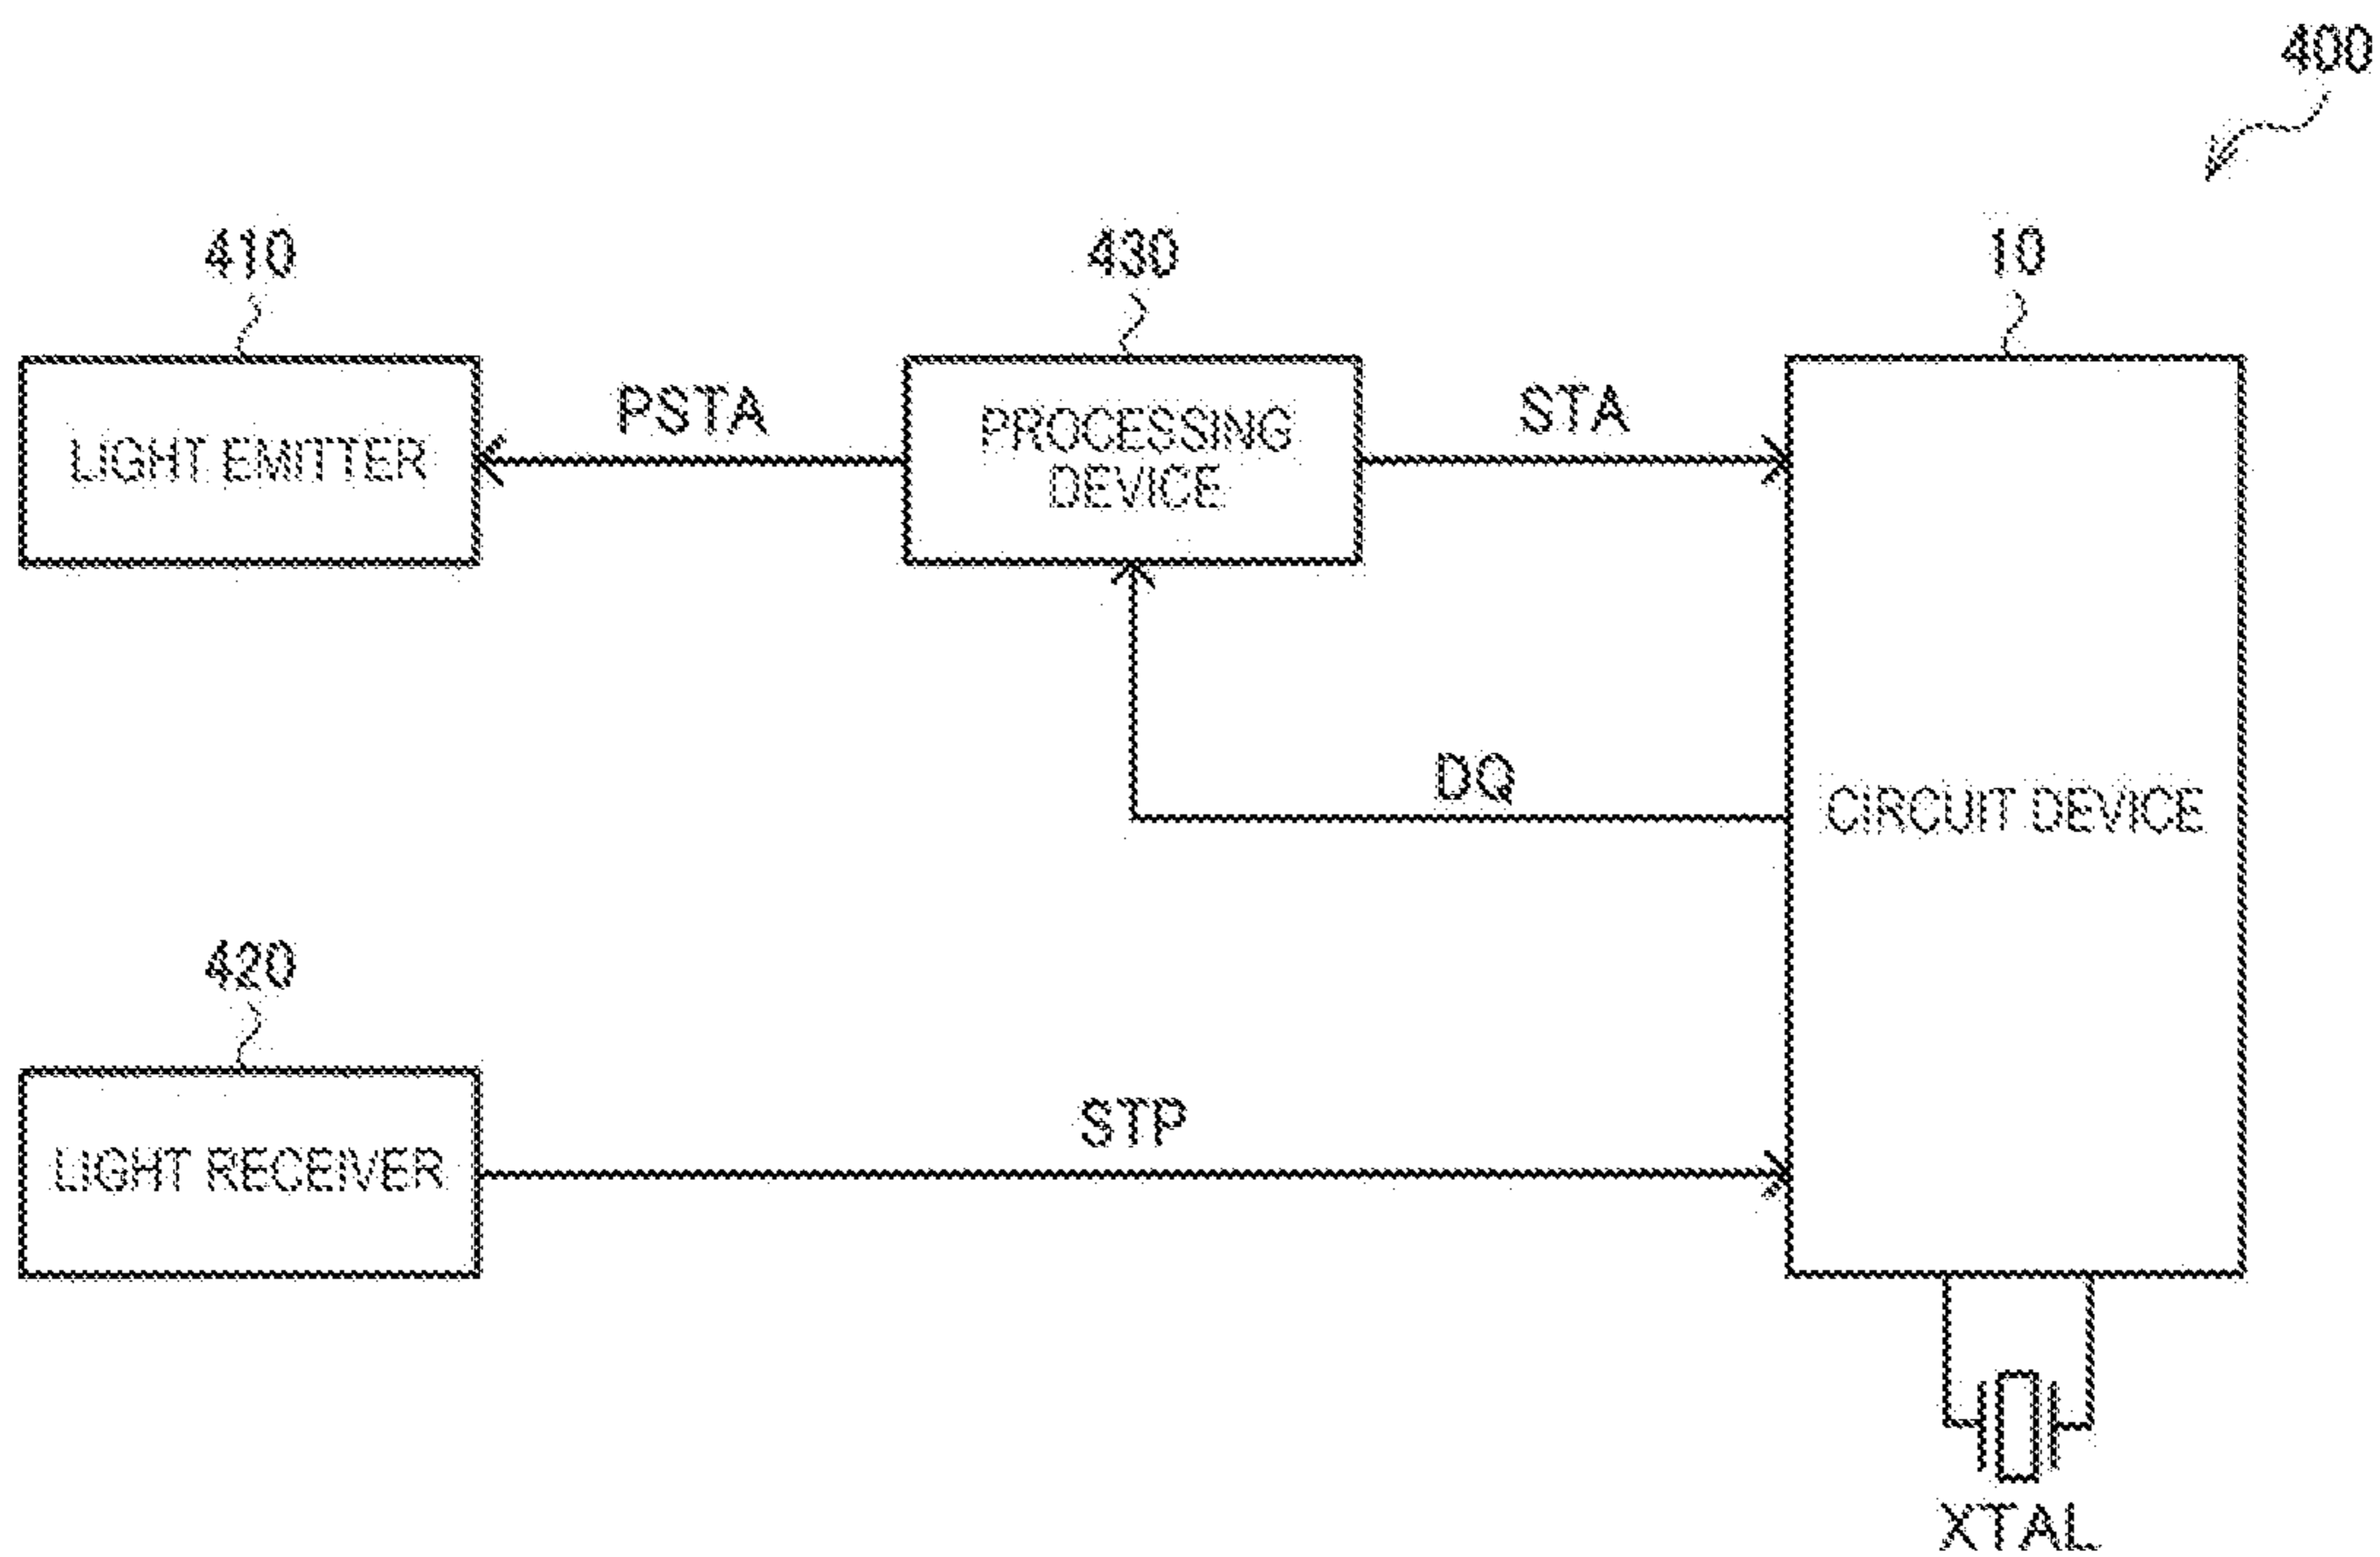 400
410
430
10
LIGHT EMITTER
PSTA
PROCESSING
DEVICE
STA
DQ
CIRCUIT DEVICE
420
LIGHT RECEIVER
STP
XTAL